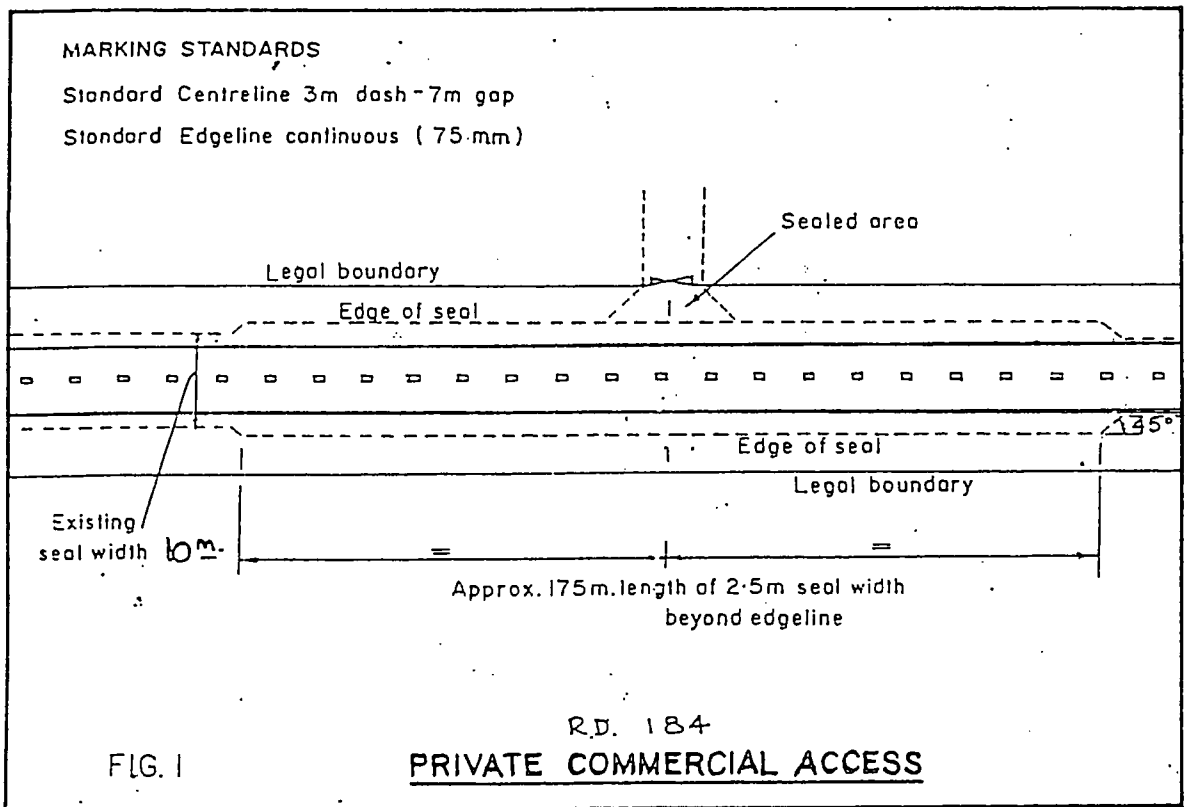 MARKING STANDARDS
Standard Centreline 3m dash - 7m gap
Standard Edgeline continuous (75 mm)
Sealed area
Legal boundary
Edge of seal
45°
Edge of seal
Legal boundary
Existing
seal width 10m.
=
=
Approx. 175m. length of 2.5m seal width
beyond edgeline
R.D. 184
FIG. 1
PRIVATE COMMERCIAL ACCESS